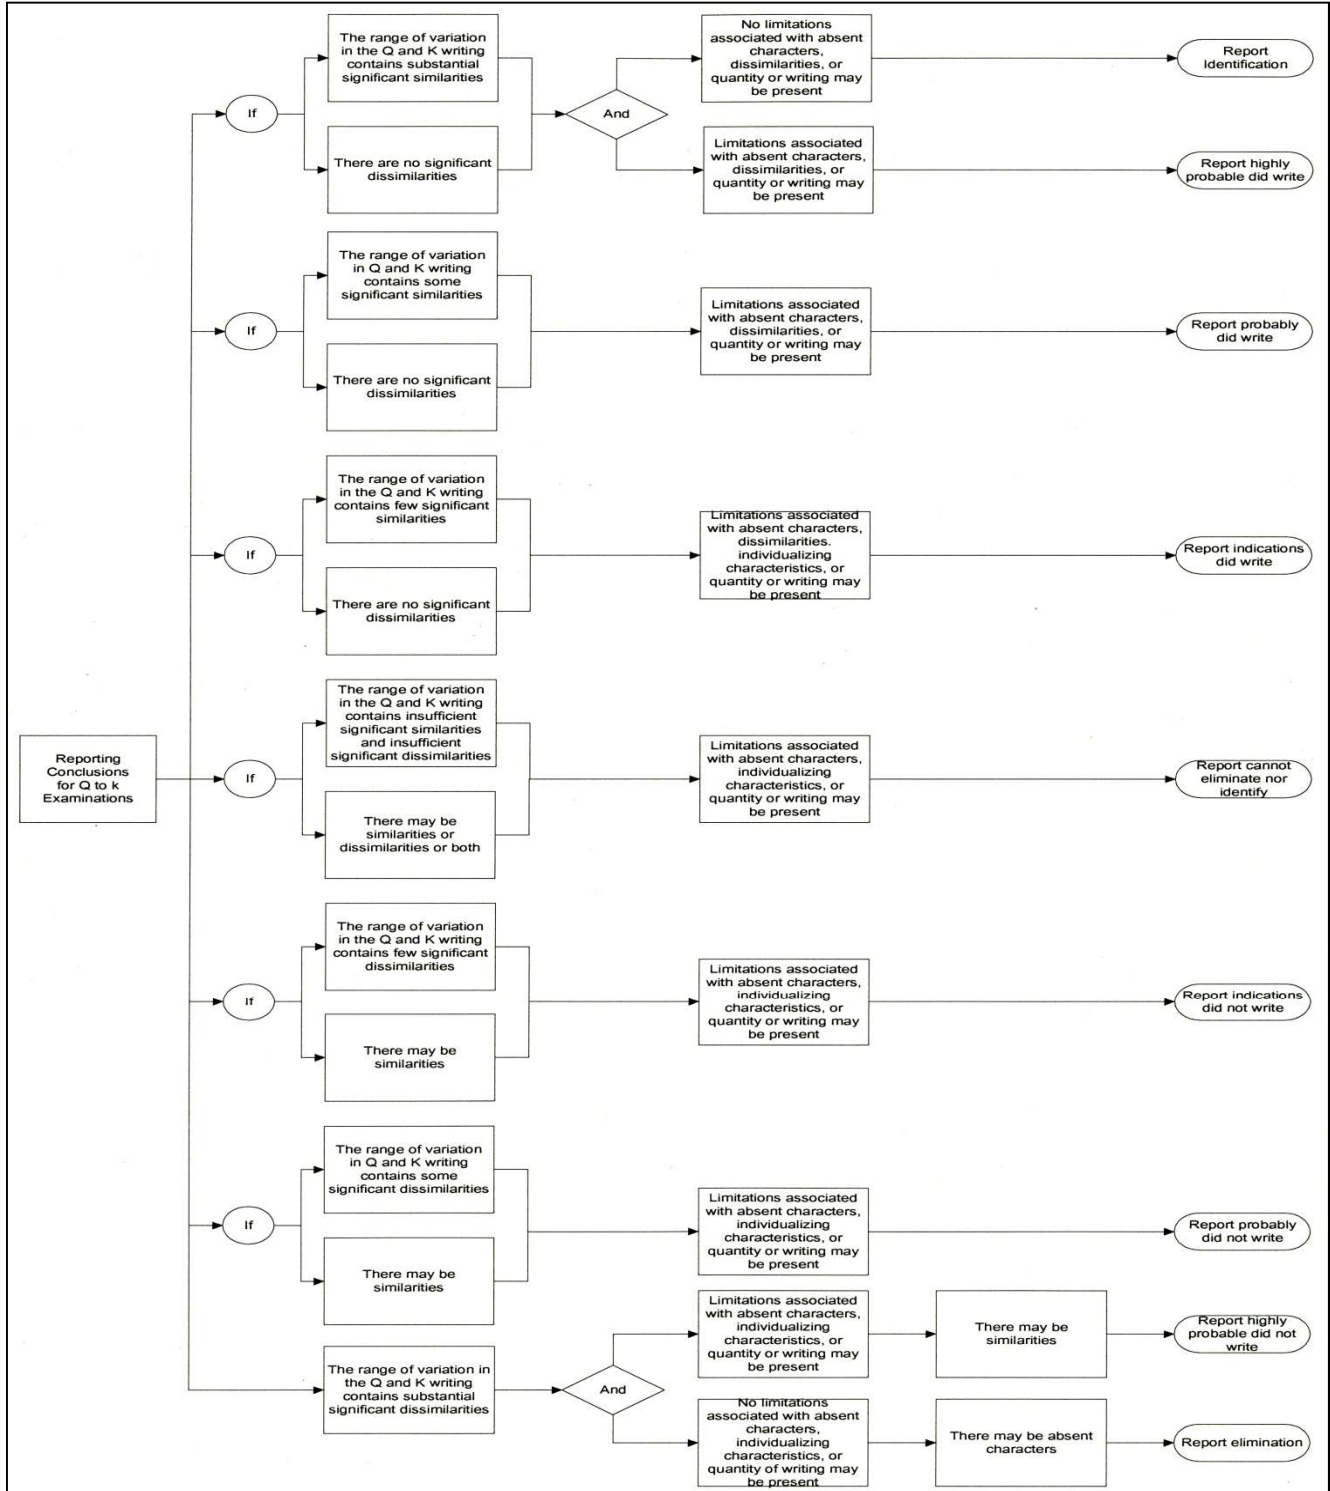 The range of variation
in the Q and K writing
contains substantial
significant similarities
No limitations
associated with absent
characters,
dissimilarities, or
quantity or writing may
be present
Report
Identification
If
And
There are no significant
dissimilarities
Limitations associated
with absent characters,
dissimilarities, or
quantity or writing may
be present
Report highly
probable did write
The range of variation
in Q and K writing
contains some
significant similarities
If
There are no significant
dissimilarities
Limitations associated
with absent characters,
dissimilarities, or
quantity or writing may
be present
Report probably
did write
The range of variation
in the Q and K writing
contains few significant
similarities
If
There are no significant
dissimilarities
Limitations associated
with absent characters,
dissimilarities. 
individualizing
characteristics, or
quantity or writing may
be present
Report indications
did write
Reporting
Conclusions
for Q to k
Examinations
The range of variation
in the Q and K writing
contains insufficient
significant similarities
and insufficient
significant dissimilarities
If
There may be
similarities or
dissimilarities or both
Limitations associated
with absent characters,
individualizing
characteristics, or
quantity or writing may
be present
Report cannot
eliminate nor
identify
The range of variation
in the Q and K writing
contains few significant
dissimilarities
If
There may be
similarities
Limitations associated
with absent characters,
individualizing
characteristics, or
quantity or writing may
be present
Report indications
did not write
The range of variation
in Q and K writing
contains some
significant dissimilarities
If
There may be
similarities
Limitations associated
with absent characters,
individualizing
characteristics, or
quantity or writing may
be present
Report probably
did not write
The range of variation in
the Q and K writing
contains substantial
significant dissimilarities
And
Limitations associated
with absent characters,
individualizing
characteristics, or
quantity or writing may
be present
There may be
similarities
Report highly
probable did not
write
No limitations
associated with absent
characters,
individualizing
characteristics, or
quantity of writing may
be present
There may be absent
characters
Report elimination